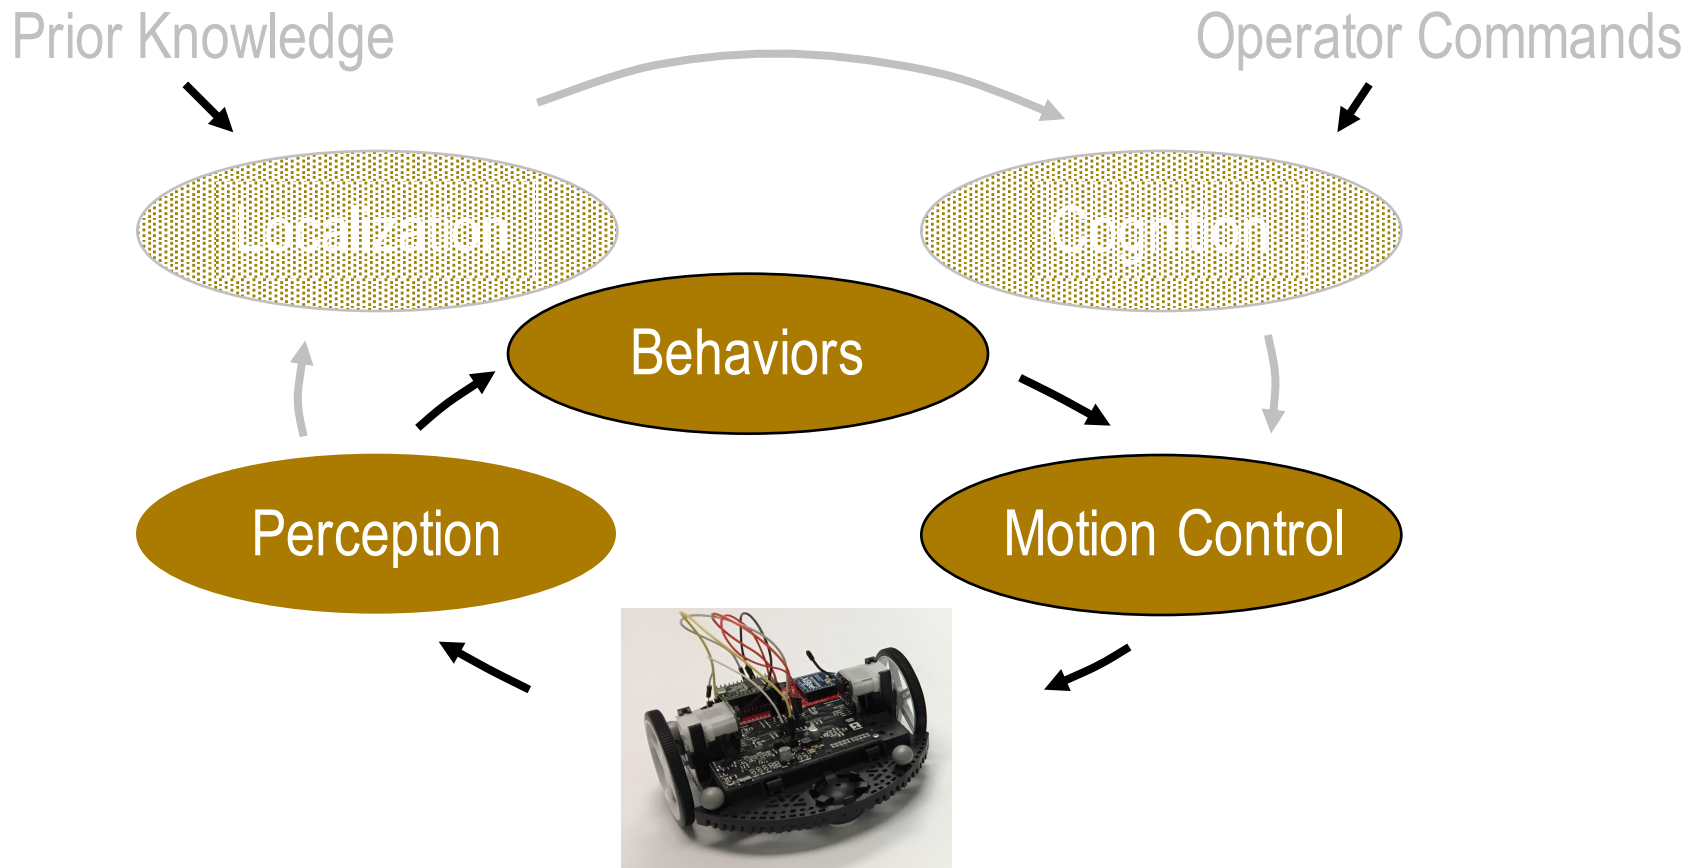 Prior Knowledge
Operator Commands
Localization
Cognition
Behaviors
Perception
Motion Control